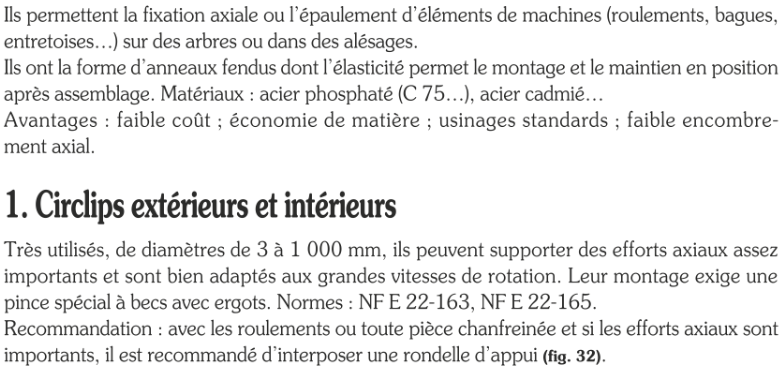 Ils permettent la fixation axiale ou l'épaulement d'éléments de machines (roulements, bagues,
entretoises…) sur des arbres ou dans des alésages.
Ils ont la forme d'anneaux fendus dont l'élasticité permet le montage et le maintien en position
après assemblage. Matériaux : acier phosphaté (C 75…), acier cadmié…
Avantages : faible coût ; économie de matière ; usinages standards ; faible encombre-
ment axial.
1. Circlips extérieurs et intérieurs
Très utilisés, de diamètres de 3 à 1 000 mm, ils peuvent supporter des efforts axiaux assez
importants et sont bien adaptés aux grandes vitesses de rotation. Leur montage exige une
pince spécial à becs avec ergots. Normes : NF E 22-163, NF E 22-165.
Recommandation : avec les roulements ou toute pièce chanfreinée et si les efforts axiaux sont
importants, il est recommandé d'interposer une rondelle d'appui (fig. 32).